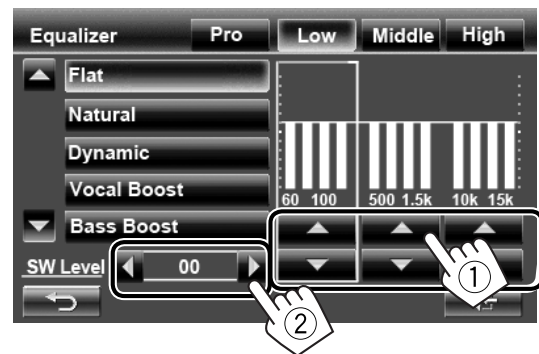 Equalizer Pro Low Middle High
Flat
Natural
Dynamic
Vocal Boost
60 100 500 1.5k 10k 15k
Bass Boost
SW Level 00
1
2